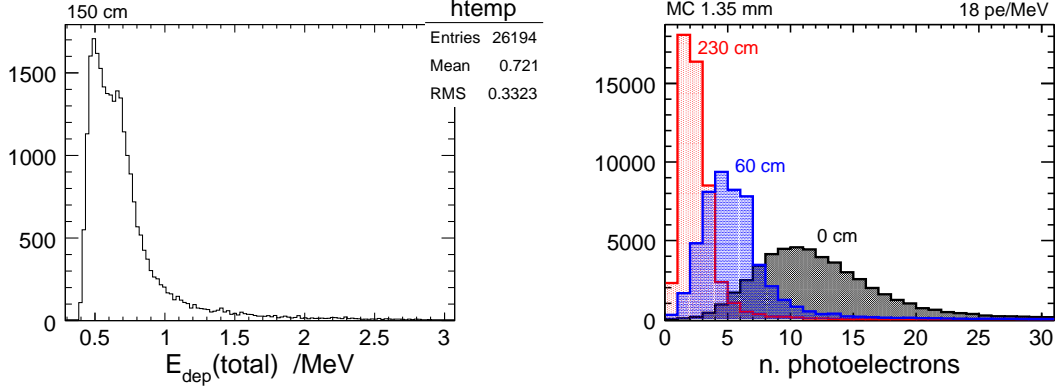 150 cm
htemp
Entries 26194
Mean 0.721
RMS 0.3323
1500
1000
500
0
0.5 1 1.5 2 2.5 3
E_dep(total) /MeV
MC 1.35 mm 18 pe/MeV
230 cm
60 cm
0 cm
15000
10000
5000
0
0 5 10 15 20 25 30
n. photoelectrons